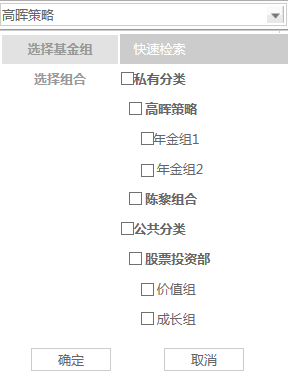 高晖策略
选择基金组 快速检索
选择组合 私有分类
高晖策略
年金组1
年金组2
陈黎组合
公共分类
股票投资部
价值组
成长组
确定 取消